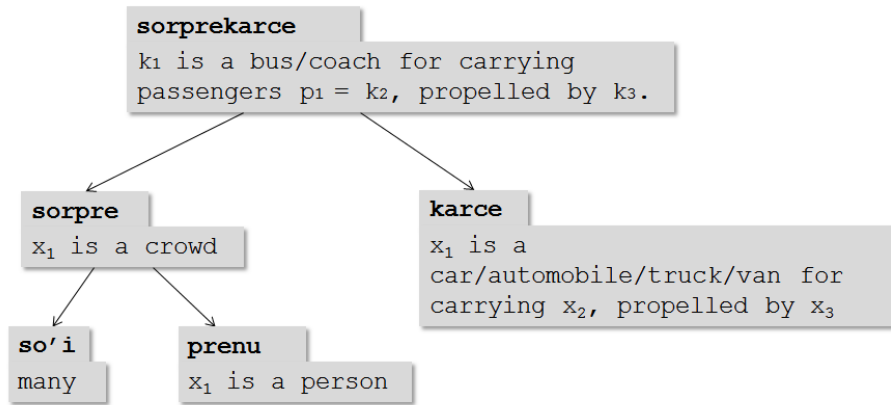 sorprekarce
k₁ is a bus/coach for carrying
passengers p₁ = k₂, propelled by k₃.
sorpre
x₁ is a crowd
karce
x₁ is a
car/automobile/truck/van for
carrying x₂, propelled by x₃
so’i
many
prenu
x₁ is a person